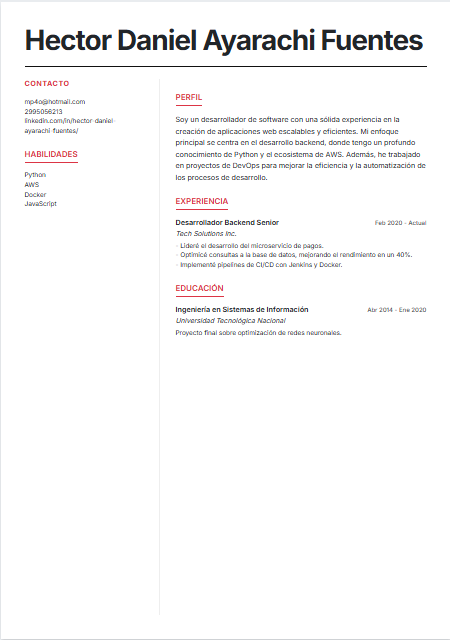 Hector Daniel Ayarachi Fuentes
CONTACTO
mp4o@hotmail.com
2995056213
linkedin.com/in/hector-daniel-
ayarachi-fuentes/
HABILIDADES
Python
AWS
Docker
JavaScript
PERFIL
Soy un desarrollador de software con una sólida experiencia en la
creación de aplicaciones web escalables y eficientes. Mi enfoque
principal se centra en el desarrollo backend, donde tengo un profundo
conocimiento de Python y el ecosistema de AWS. Además, he trabajado
en proyectos de DevOps para mejorar la eficiencia y la automatización de
los procesos de desarrollo.
EXPERIENCIA
Desarrollador Backend Senior Feb 2020 - Actual
Tech Solutions Inc.
· Lideré el desarrollo del microservicio de pagos.
· Optimicé consultas a la base de datos, mejorando el rendimiento en un 40%.
· Implementé pipelines de CI/CD con Jenkins y Docker.
EDUCACIÓN
Ingeniería en Sistemas de Información Abr 2014 - Ene 2020
Universidad Tecnológica Nacional
Proyecto final sobre optimización de redes neuronales.